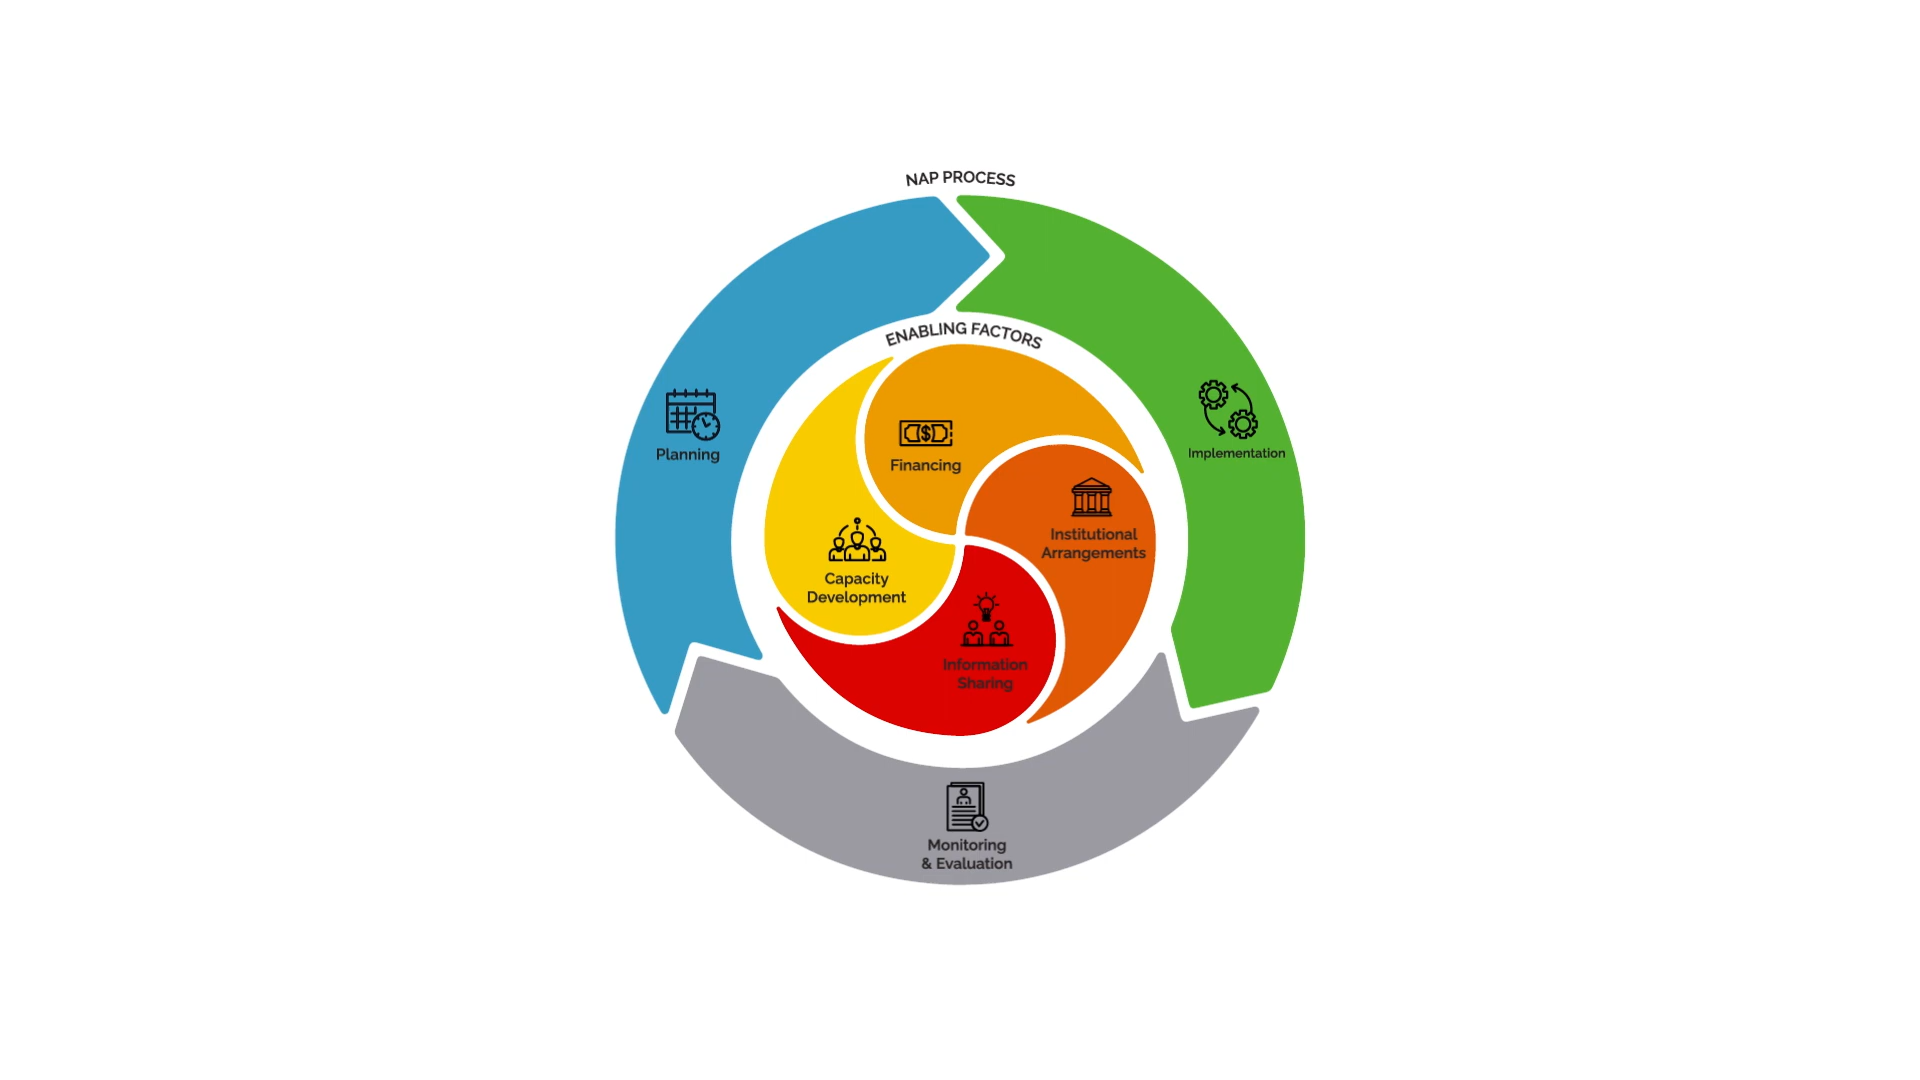 NAP PROCESS
ENABLING FACTORS
Planning
Implementation
Financing
Institutional
Arrangements
Capacity
Development
Information
Sharing
Monitoring
& Evaluation